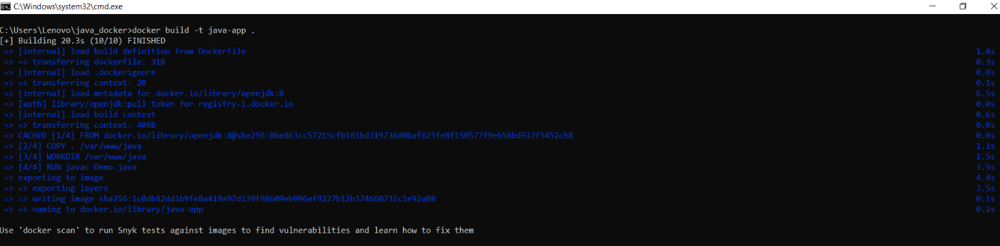 C:\Windows\system32\cmd.exe
C:\Users\Lenovo\java_docker>docker build -t java-app .
[+] Building 20.3s (10/10) FINISHED
=> [internal] load build definition from Dockerfile 1.4s
=> => transferring dockerfile: 31B 0.3s
=> [internal] load .dockerignore 0.8s
=> => transferring context: 2B 0.1s
=> [internal] load metadata for docker.io/library/openjdk:8 6.5s
=> [auth] library/openjdk:pull token for registry-1.docker.io 0.0s
=> [internal] load build context 0.6s
=> => transferring context: 406B 0.0s
=> CACHED [1/4] FROM docker.io/library/openjdk:8@sha256:86e863cc57215cfb181bd319736d0baf625fe8f150577f9eb58bd937f5452cb8 0.0s
=> [2/4] COPY . /var/www/java 1.1s
=> [3/4] WORKDIR /var/www/java 1.5s
=> [4/4] RUN javac Demo.java 3.5s
=> exporting to image 4.4s
=> => exporting layers 3.5s
=> => writing image sha256:1c0db82dd1b9fe8a419a97d139f98609eb996ef9227b12b374660731c1e92a08 0.1s
=> => naming to docker.io/library/java-app 0.2s
Use 'docker scan' to run Snyk tests against images to find vulnerabilities and learn how to fix them